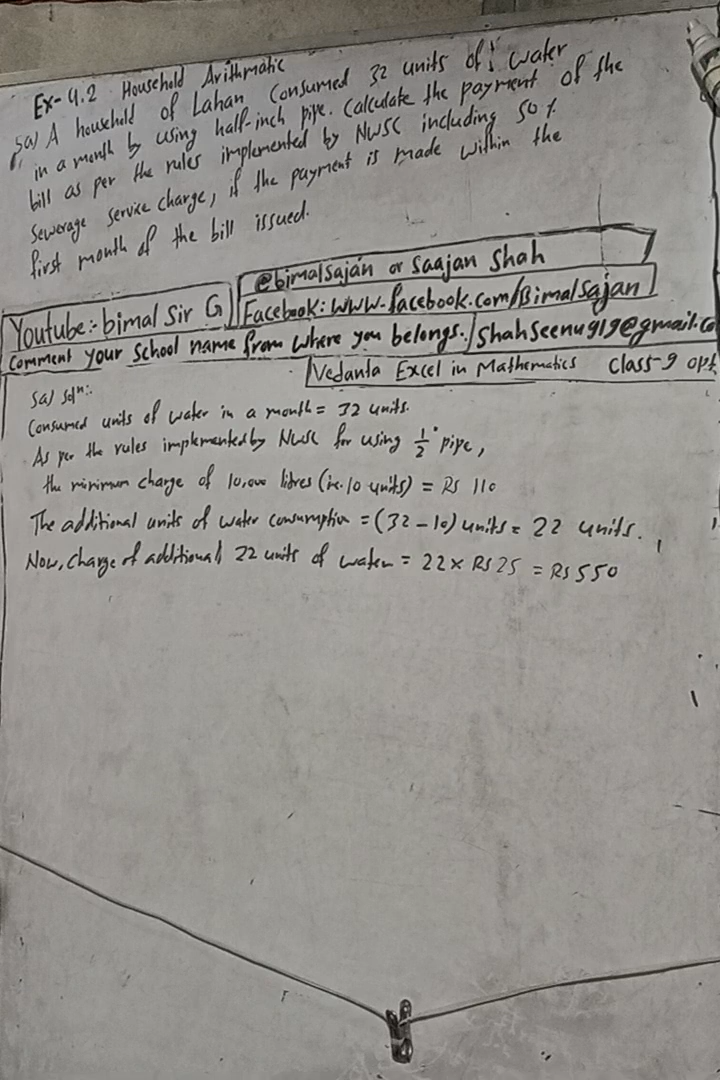 Ex-4.2 Household Arithmatic
5a) A household of Lahan Consumed 32 units of water
in a month by using half-inch pipe. Calculate the payment of the
bill as per the rules implemented by NWSC including 50%
Sewerage service charge, if the payment is made within the
first month of the bill issued.
@bimalsajan or Saajan Shah
Youtube:- bimal Sir G
Facebook: www.facebook.com/Bimalsajan
Comment your School name from where you belongs.
Shahseenu919@gmail.co
Vedanta Excel in Mathematics Class-9 opt
5a) Soln:.
Consumed units of water in a month = 32 units.
As per the rules implemented by NWSC for using 1/2" pipe,
the minimum charge of 10,000 litres (i.e. 10 units) = Rs 110
The additional units of water consumption = (32-10) units = 22 units.
Now, charge of additional 22 units of water = 22 x Rs 25 = Rs 550